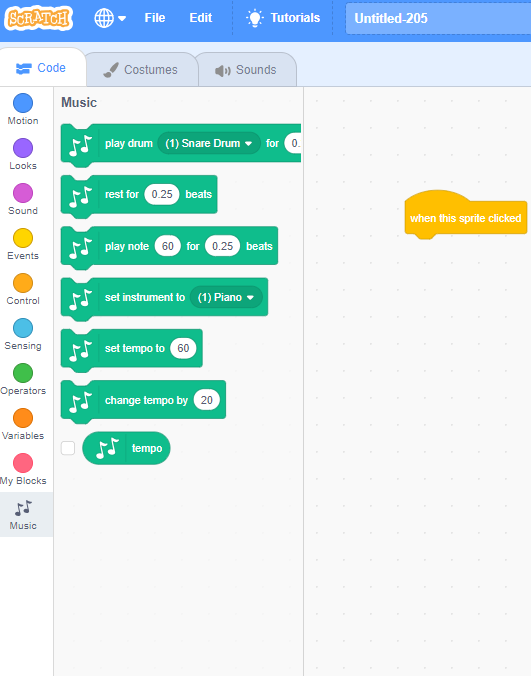 SCRATCH File Edit Tutorials Untitled-205
Code Costumes Sounds
Motion
Looks
Sound
Events
Control
Sensing
Operators
Variables
My Blocks
Music
Music
play drum (1) Snare Drum for 0.
rest for 0.25 beats
play note 60 for 0.25 beats
set instrument to (1) Piano
set tempo to 60
change tempo by 20
tempo
when this sprite clicked